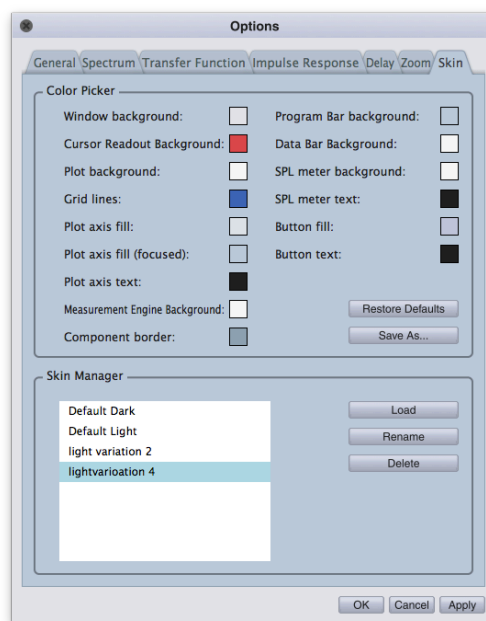 Options
General Spectrum Transfer Function Impulse Response Delay Zoom Skin
Color Picker
Window background:
Cursor Readout Background:
Plot background:
Grid lines:
Plot axis fill:
Plot axis fill (focused):
Plot axis text:
Measurement Engine Background:
Component border:
Program Bar background:
Data Bar Background:
SPL meter background:
SPL meter text:
Button fill:
Button text:
Restore Defaults
Save As...
Skin Manager
Default Dark
Default Light
light variation 2
lightvarioation 4
Load
Rename
Delete
OK Cancel Apply